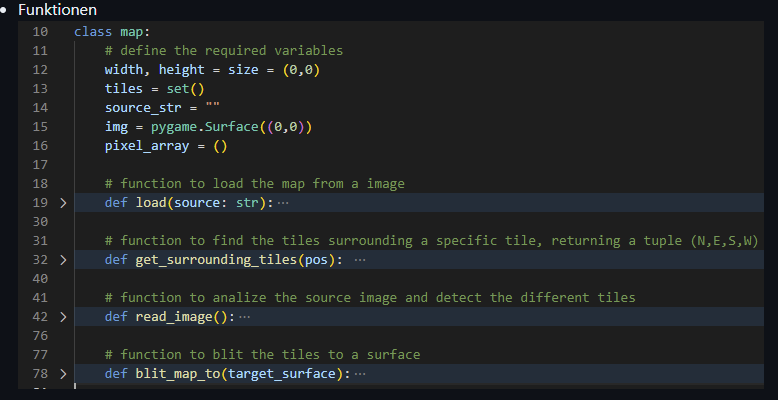 Funktionen
10 class map:
11     # define the required variables
12     width, height = size = (0,0)
13     tiles = set()
14     source_str = ""
15     img = pygame.Surface((0,0))
16     pixel_array = ()
17
18     # function to load the map from a image
19 >     def load(source: str): ···
30
31     # function to find the tiles surrounding a specific tile, returning a tuple (N,E,S,W)
32 >     def get_surrounding_tiles(pos): ···
40
41     # function to analize the source image and detect the different tiles
42 >     def read_image(): ···
76
77     # function to blit the tiles to a surface
78 >     def blit_map_to(target_surface): ···